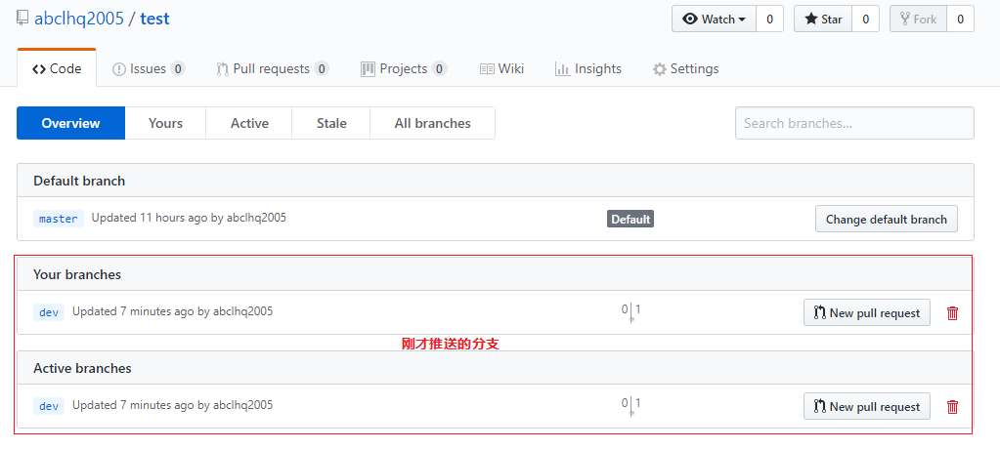 abclhq2005 / test
Watch 0 Star 0 Fork 0
Code Issues 0 Pull requests 0 Projects 0 Wiki Insights Settings
Overview Yours Active Stale All branches Search branches...
Default branch
master Updated 11 hours ago by abclhq2005 Default Change default branch
Your branches
dev Updated 7 minutes ago by abclhq2005 0 1 New pull request
刚才推送的分支
Active branches
dev Updated 7 minutes ago by abclhq2005 0 1 New pull request